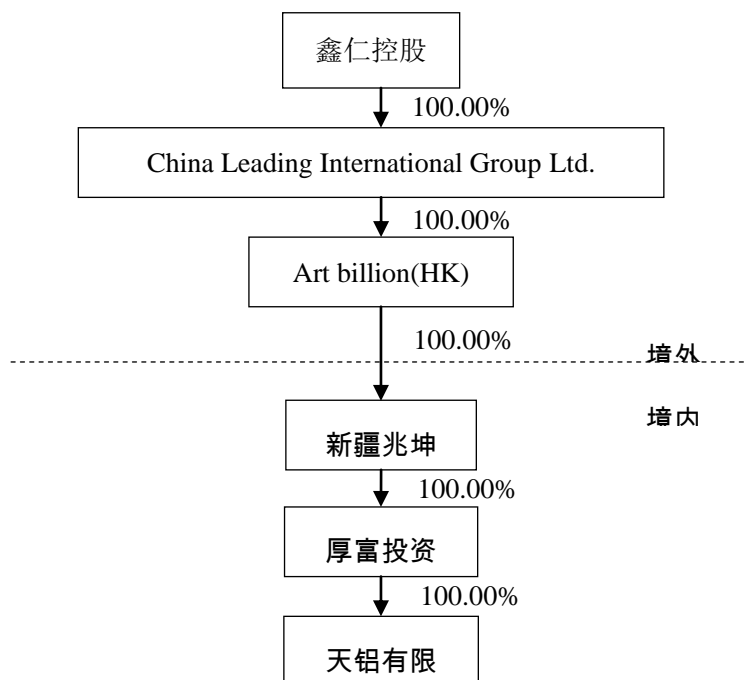 鑫仁控股
100.00%
China Leading International Group Ltd.
100.00%
Art billion(HK)
100.00%
境外
境内
新疆兆坤
100.00%
厚富投资
100.00%
天铝有限